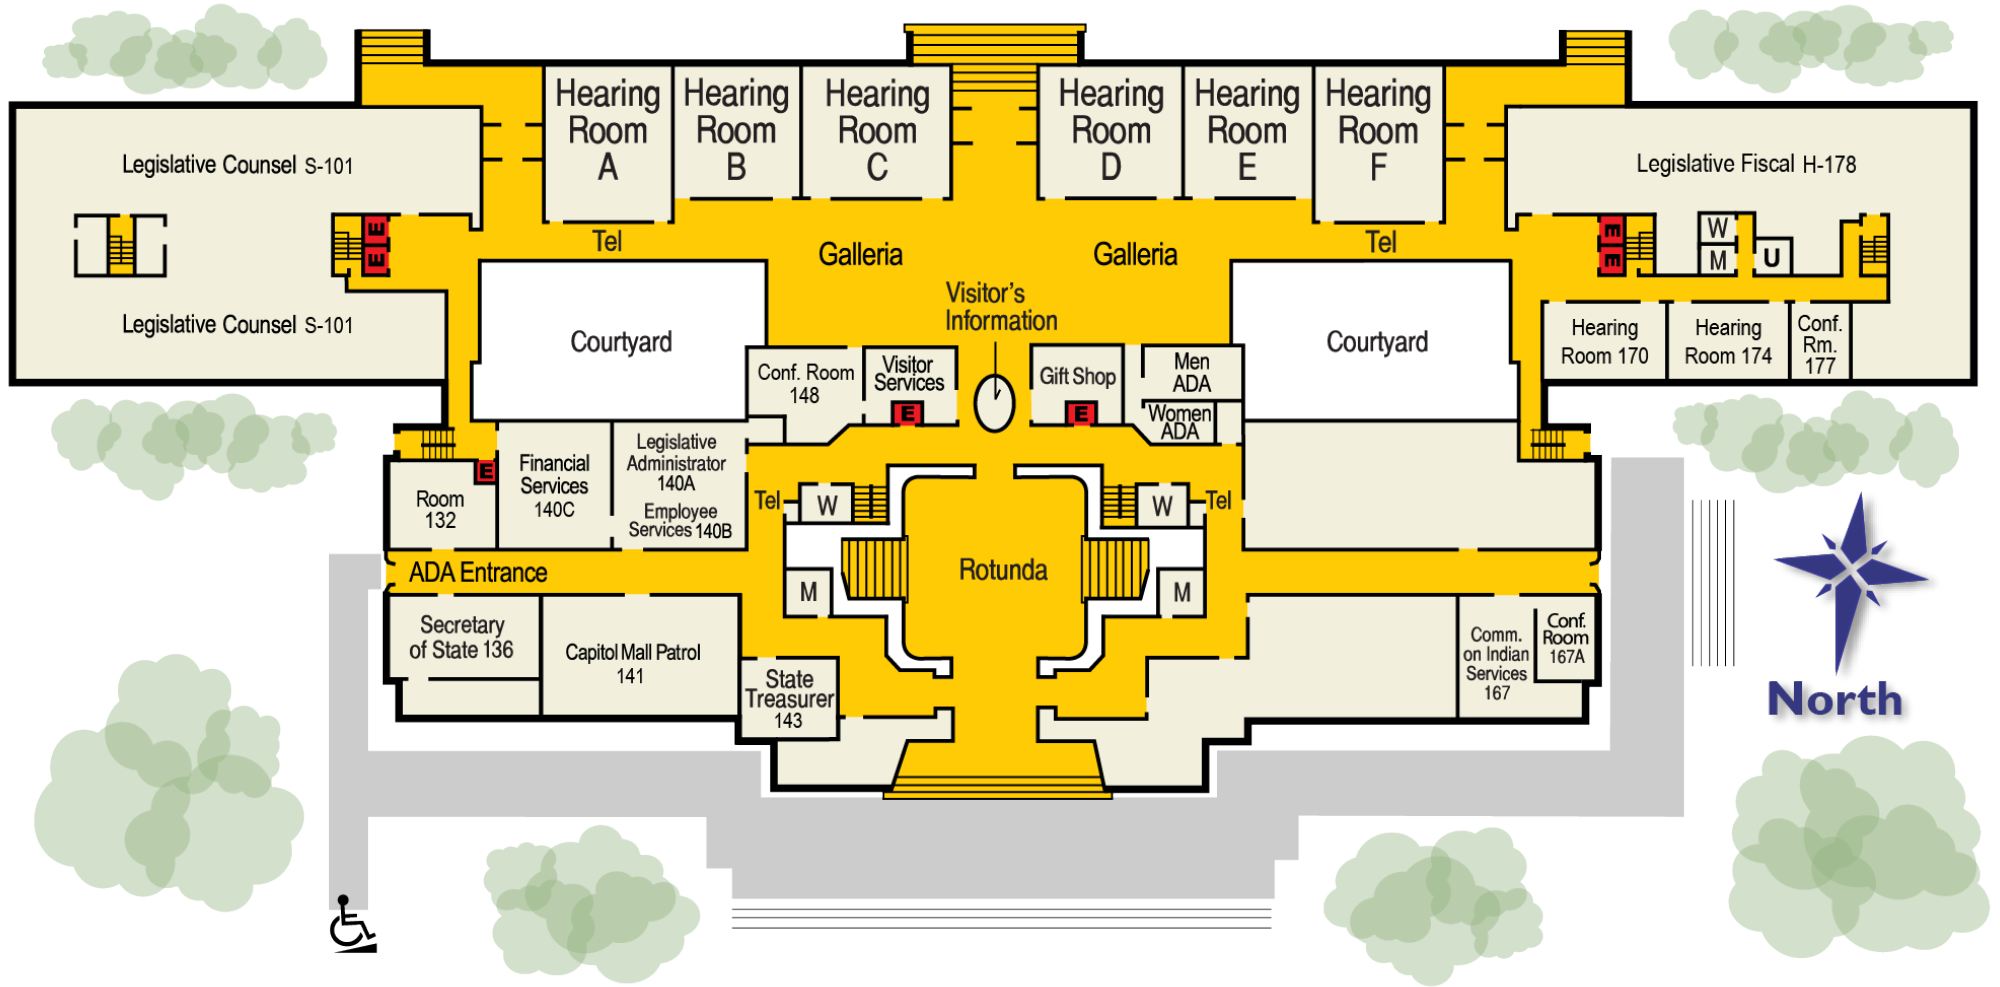 Hearing
Room
A
Hearing
Room
B
Hearing
Room
C
Hearing
Room
D
Hearing
Room
E
Hearing
Room
F
Legislative Counsel S-101
Legislative Fiscal H-178
E
E
Tel
Galleria
Galleria
Tel
E
E
W
M
U
Visitor's
Information
Legislative Counsel S-101
Courtyard
Courtyard
Hearing
Room 170
Hearing
Room 174
Conf.
Rm.
177
Conf. Room
148
Visitor
Services
E
Gift Shop
E
Men
ADA
Women
ADA
E
Room
132
Financial
Services
140C
Legislative
Administrator
140A
Employee
Services 140B
Tel
W
W
Tel
ADA Entrance
M
Rotunda
M
Secretary
of State 136
Capitol Mall Patrol
141
State
Treasurer
143
Comm.
on Indian
Services
167
Conf.
Room
167A
North